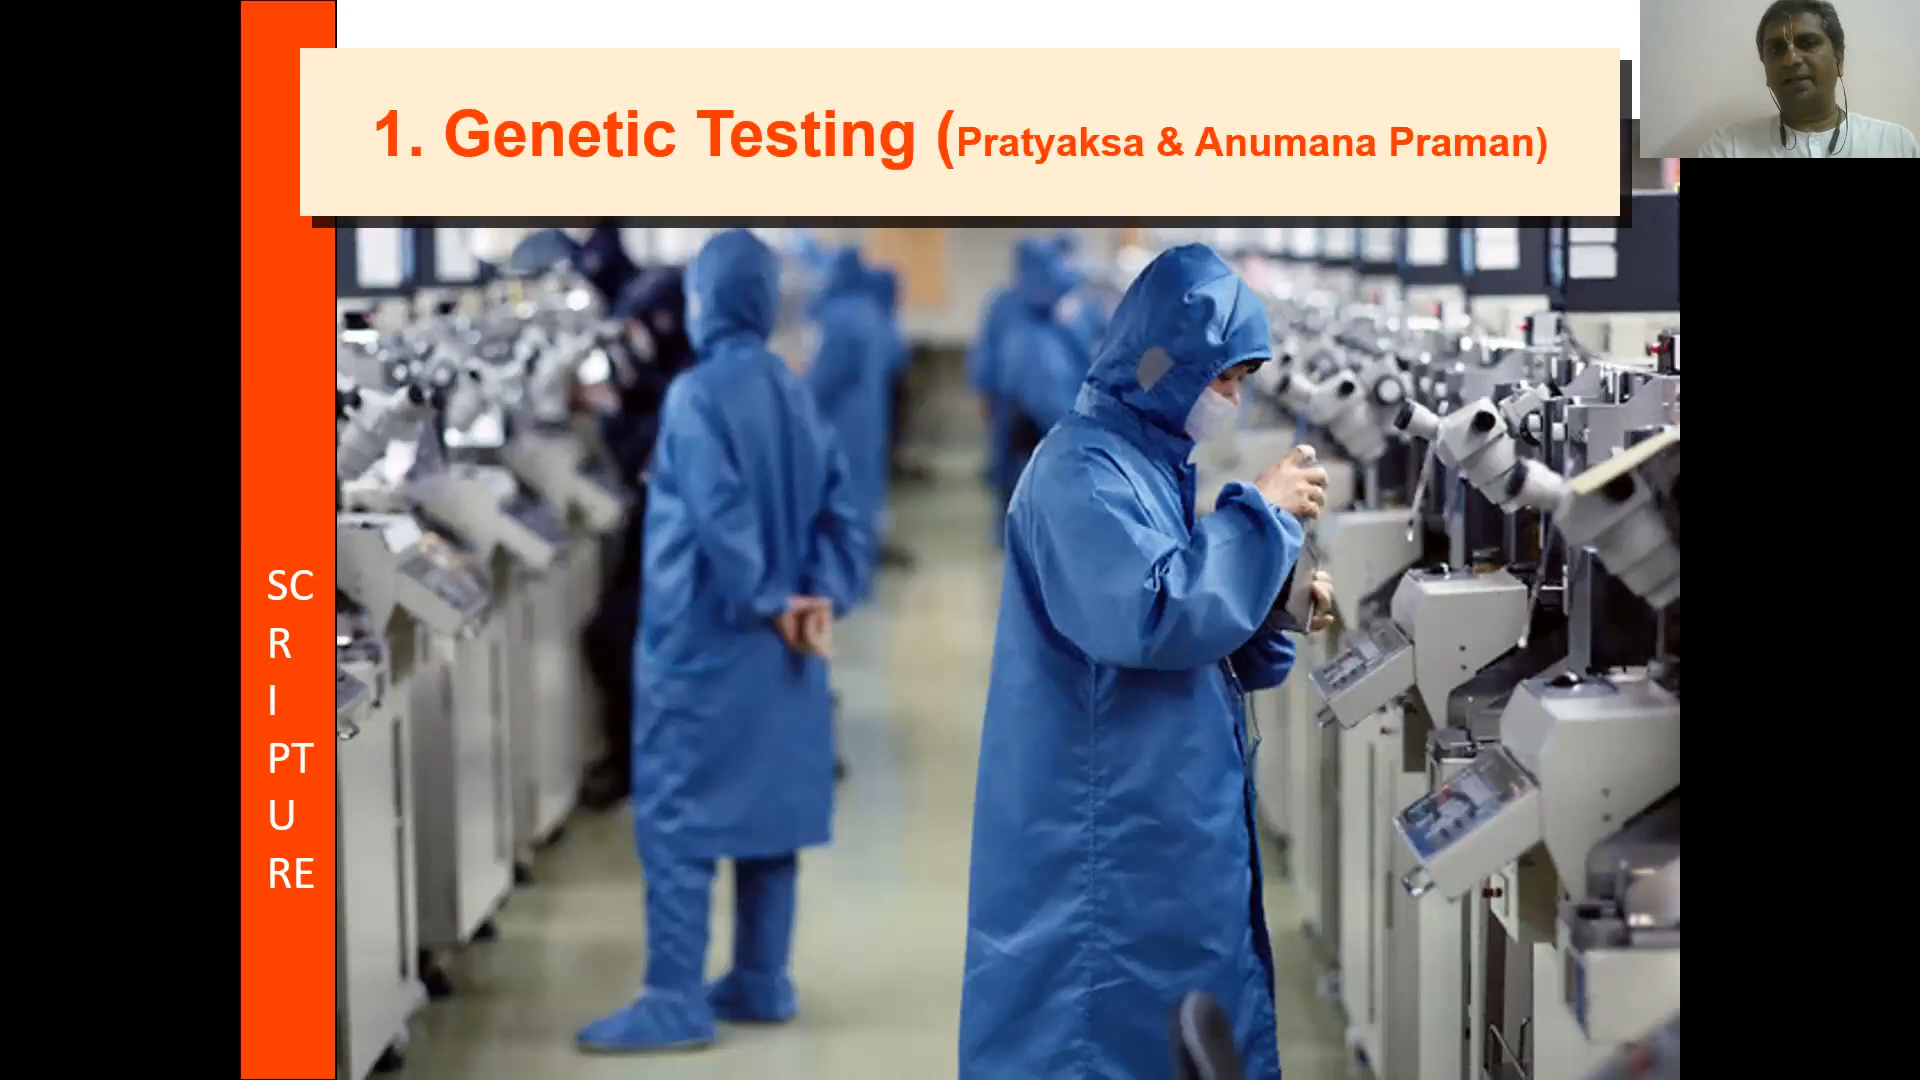 1. Genetic Testing (Pratyaksa & Anumana Praman)
SC
R
I
PT
U
RE